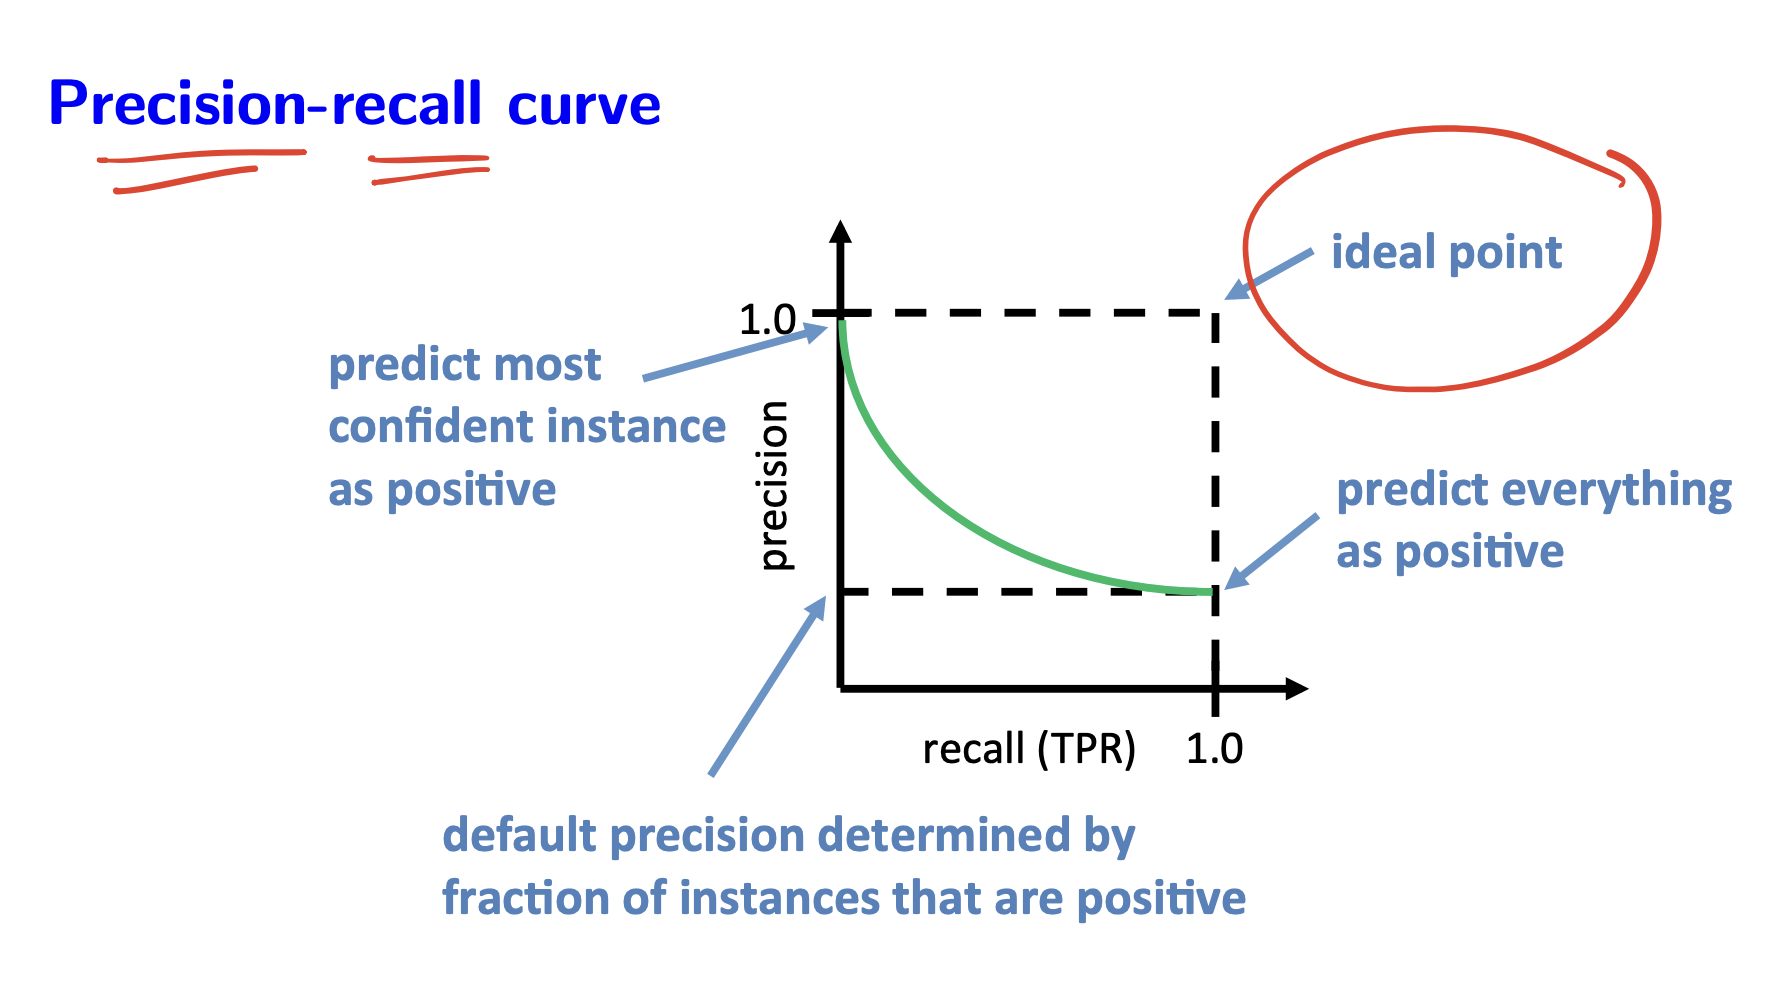 Precision-recall curve
ideal point
1.0
predict most
confident instance
as positive
precision
predict everything
as positive
recall (TPR)
1.0
default precision determined by
fraction of instances that are positive